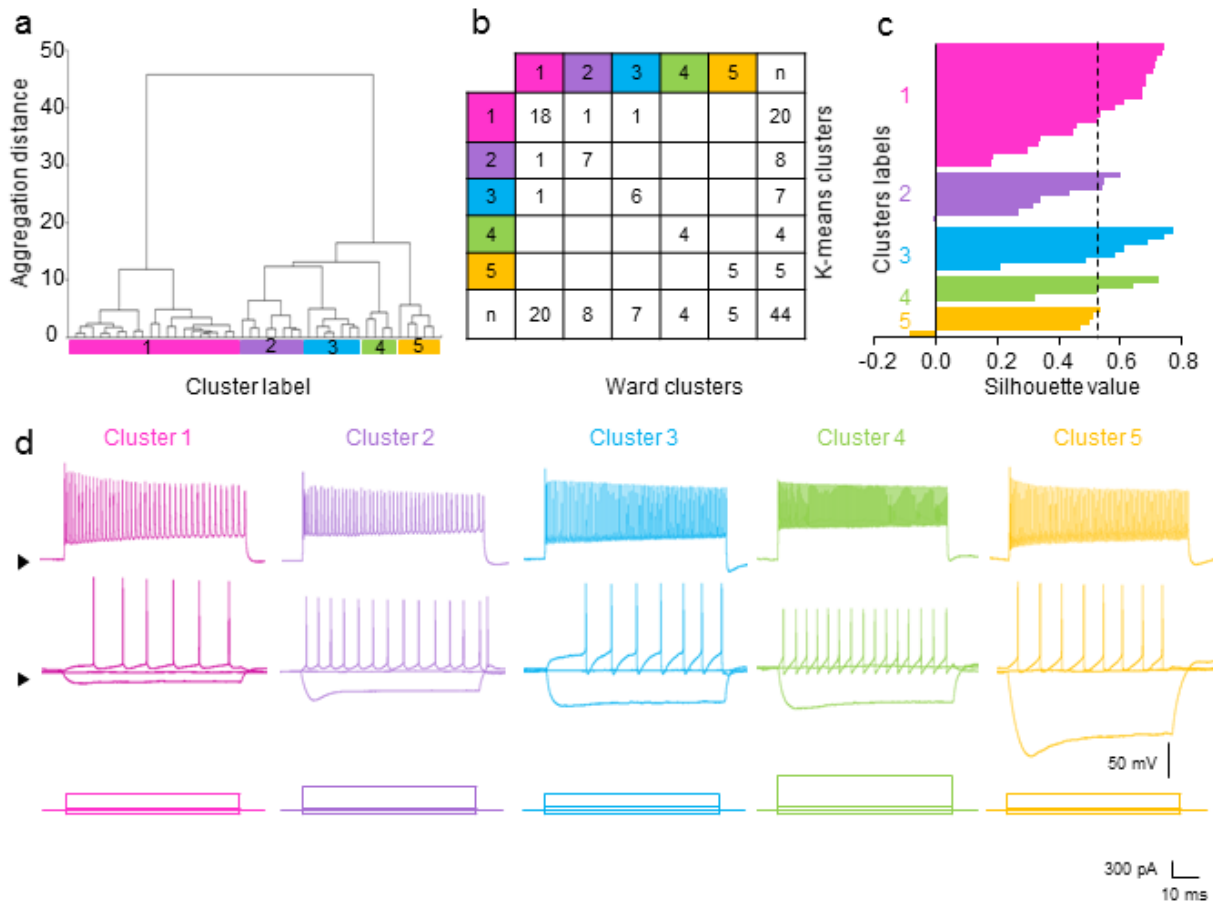 a
50
40
30
20
10
0
Aggregation distance
1 2 3 4 5
Cluster label
b
1 2 3 4 5 n
1 18 1 1 20
2 1 7 8
3 1 6 7
4 4 4
5 5 5
n 20 8 7 4 5 44
K-means clusters
Ward clusters
c
Clusters labels
1
2
3
4
5
-0.2 0.0 0.2 0.4 0.6 0.8
Silhouette value
d
Cluster 1 Cluster 2 Cluster 3 Cluster 4 Cluster 5
50 mV
300 pA
10 ms